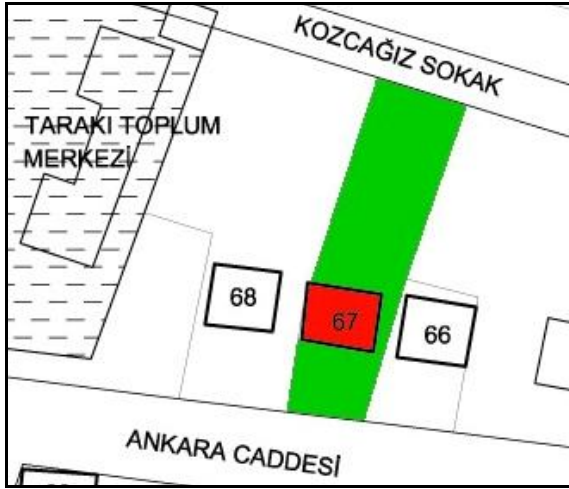 KOZCAĞIZ SOKAK
TARAKI TOPLUM
MERKEZİ
68
67
66
ANKARA CADDESİ